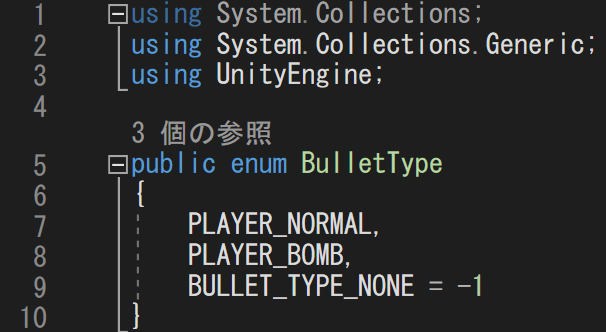 1 using System.Collections;
2 using System.Collections.Generic;
3 using UnityEngine;
4
3 個の参照
5 public enum BulletType
6 {
7 PLAYER_NORMAL,
8 PLAYER_BOMB,
9 BULLET_TYPE_NONE = -1
10 }